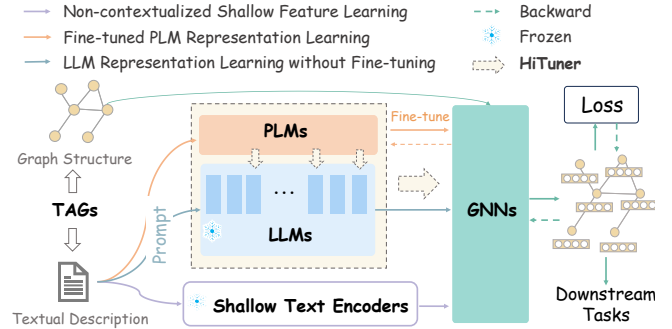 Non-contextualized Shallow Feature Learning
Backward
Fine-tuned PLM Representation Learning
Frozen
LLM Representation Learning without Fine-tuning
HiTuner
Graph Structure
TAGs
Textual Description
Prompt
PLMs
...
LLMs
Shallow Text Encoders
Fine-tune
GNNs
Loss
Downstream
Tasks